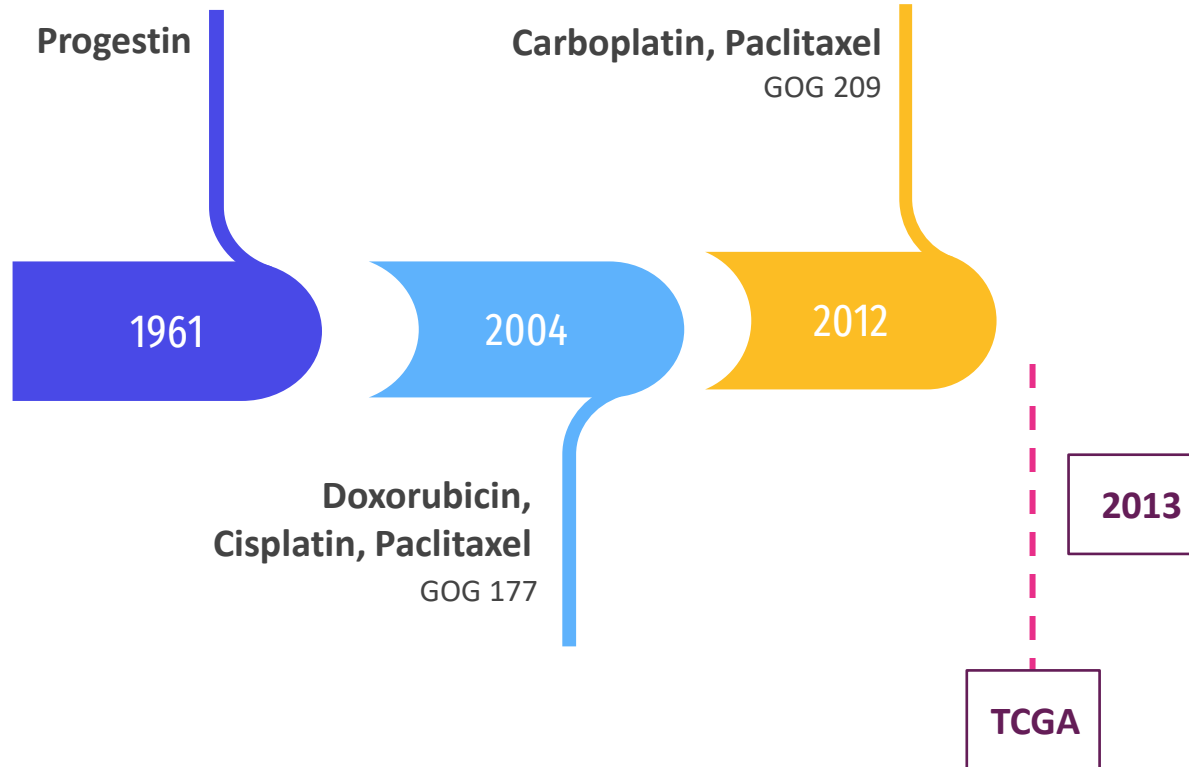 Progestin
Carboplatin, Paclitaxel
GOG 209
1961
2004
2012
Doxorubicin,
Cisplatin, Paclitaxel
GOG 177
2013
TCGA